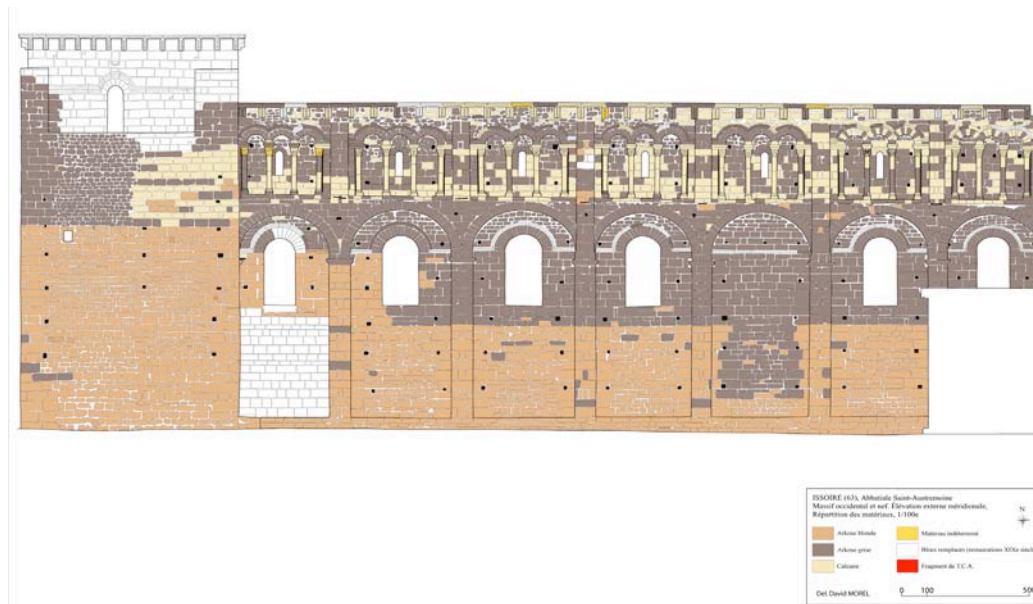 ISSOIRE (63), Abbatiale Saint-Austremoine
Massif occidental et nef. Élévation externe méridionale,
Répartition des matériaux, 1/100e
N
Arkose blonde
Matériau indéterminé
Arkose grise
Blocs remplacés (restaurations XIXe siècle)
Calcaire
Fragment de T.C.A.
Del. David MOREL
0 100 500